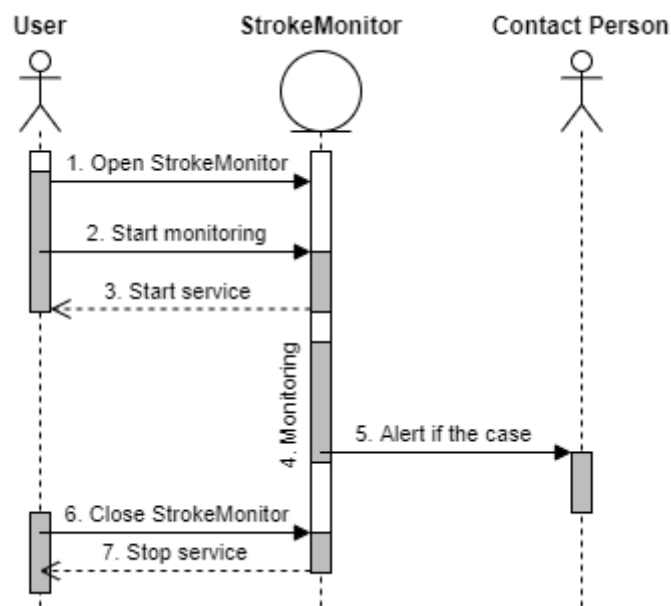 User
StrokeMonitor
Contact Person
1. Open StrokeMonitor
2. Start monitoring
3. Start service
4. Monitoring
5. Alert if the case
6. Close StrokeMonitor
7. Stop service